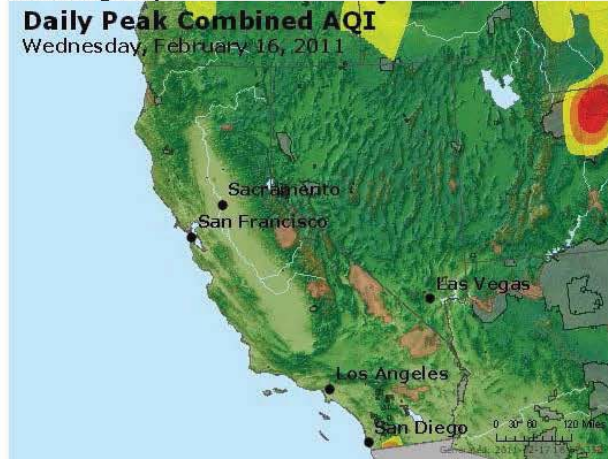 Daily Peak Combined AQI
Wednesday, February 16, 2011
Sacramento
San Francisco
Las Vegas
Los Angeles
San Diego
0 30 60 120 Miles